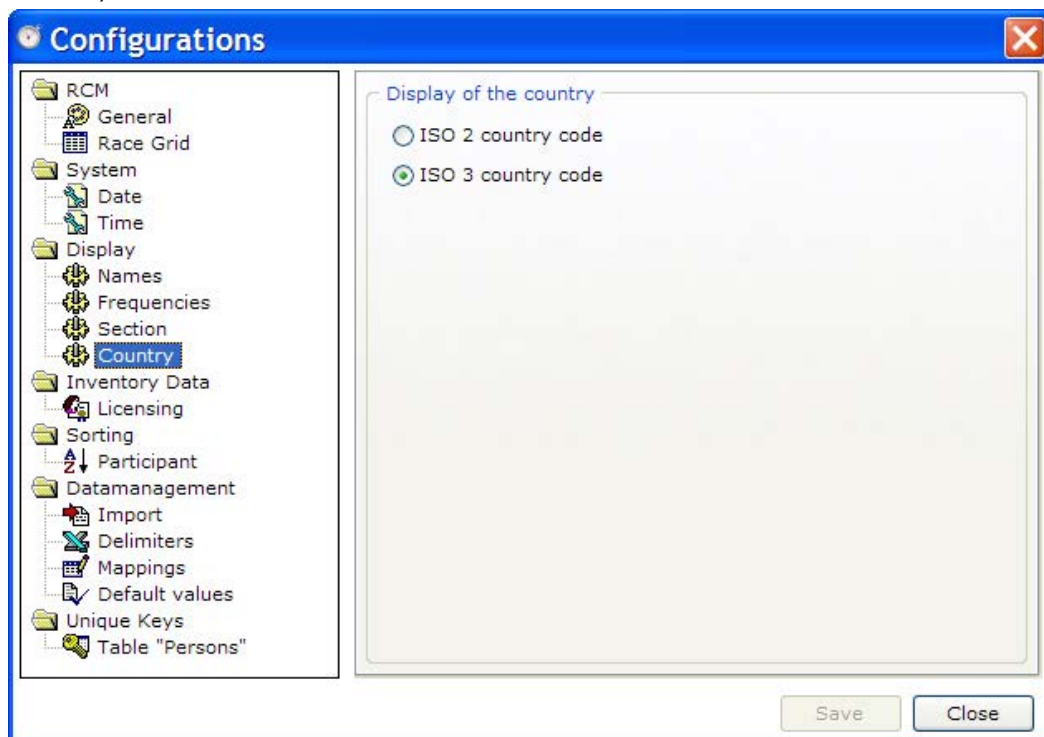 Configurations
RCM
General
Race Grid
System
Date
Time
Display
Names
Frequencies
Section
Country
Inventory Data
Licensing
Sorting
Participant
Datamanagement
Import
Delimiters
Mappings
Default values
Unique Keys
Table "Persons"
Display of the country
ISO 2 country code
ISO 3 country code
Save
Close